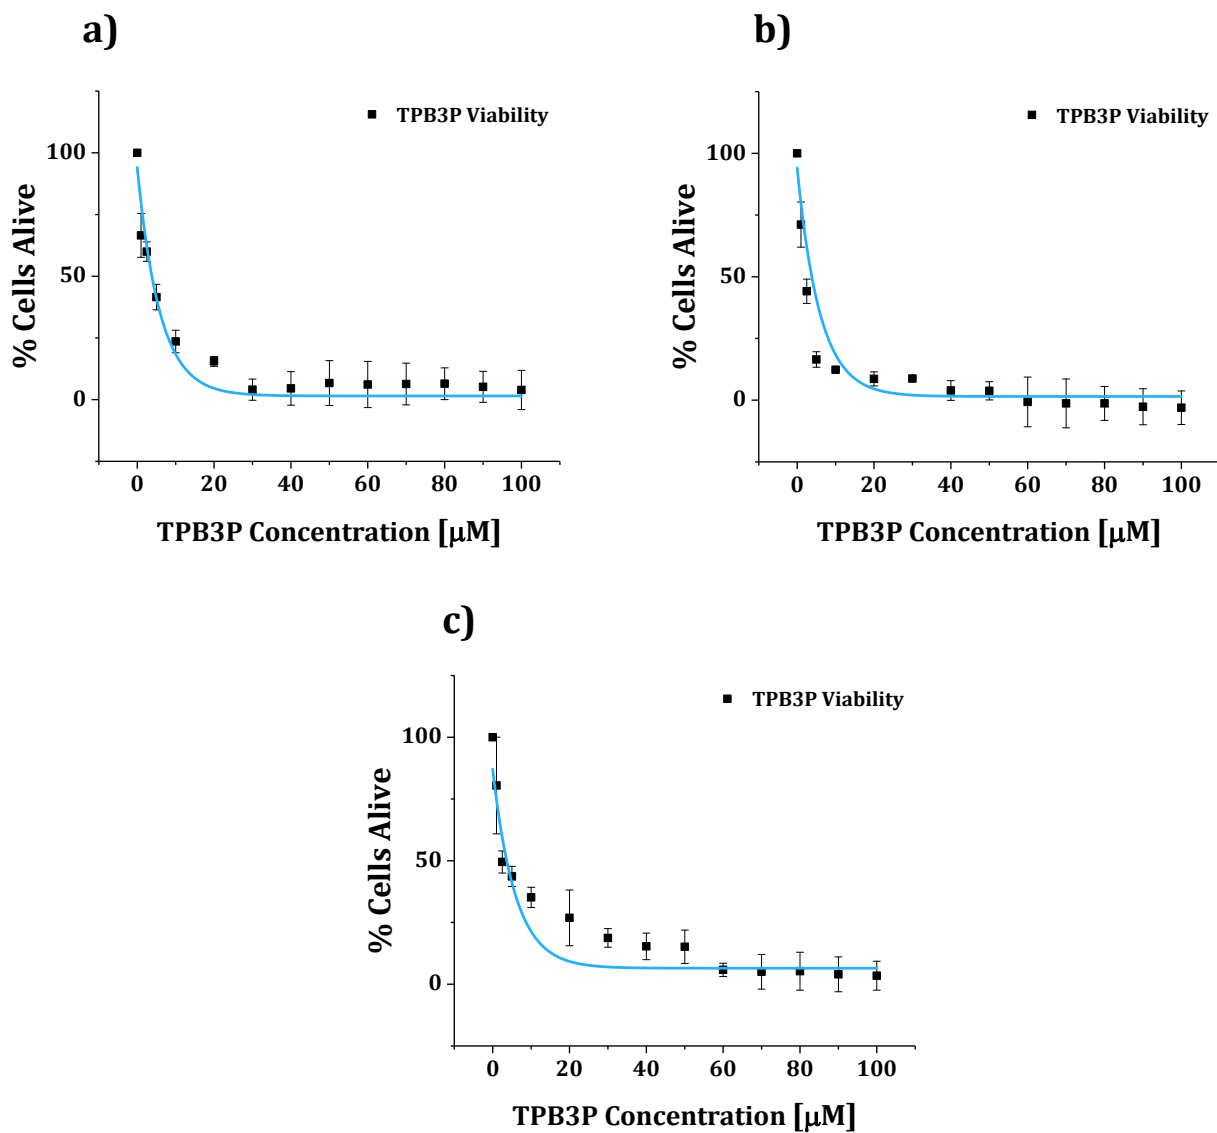 a)
TPB3P Viability
100
50
0
% Cells Alive
0 20 40 60 80 100
TPB3P Concentration [μM]
b)
TPB3P Viability
100
50
0
% Cells Alive
0 20 40 60 80 100
TPB3P Concentration [μM]
c)
TPB3P Viability
100
50
0
% Cells Alive
0 20 40 60 80 100
TPB3P Concentration [μM]